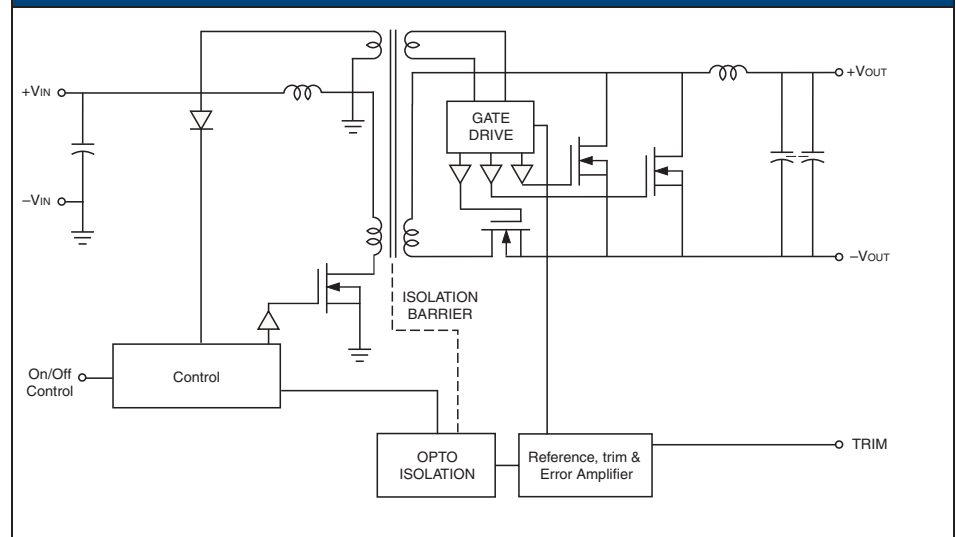 +VIN
−VIN
GATE
DRIVE
+VOUT
−VOUT
ISOLATION
BARRIER
On/Off
Control
Control
OPTO
ISOLATION
Reference, trim &
Error Amplifier
TRIM